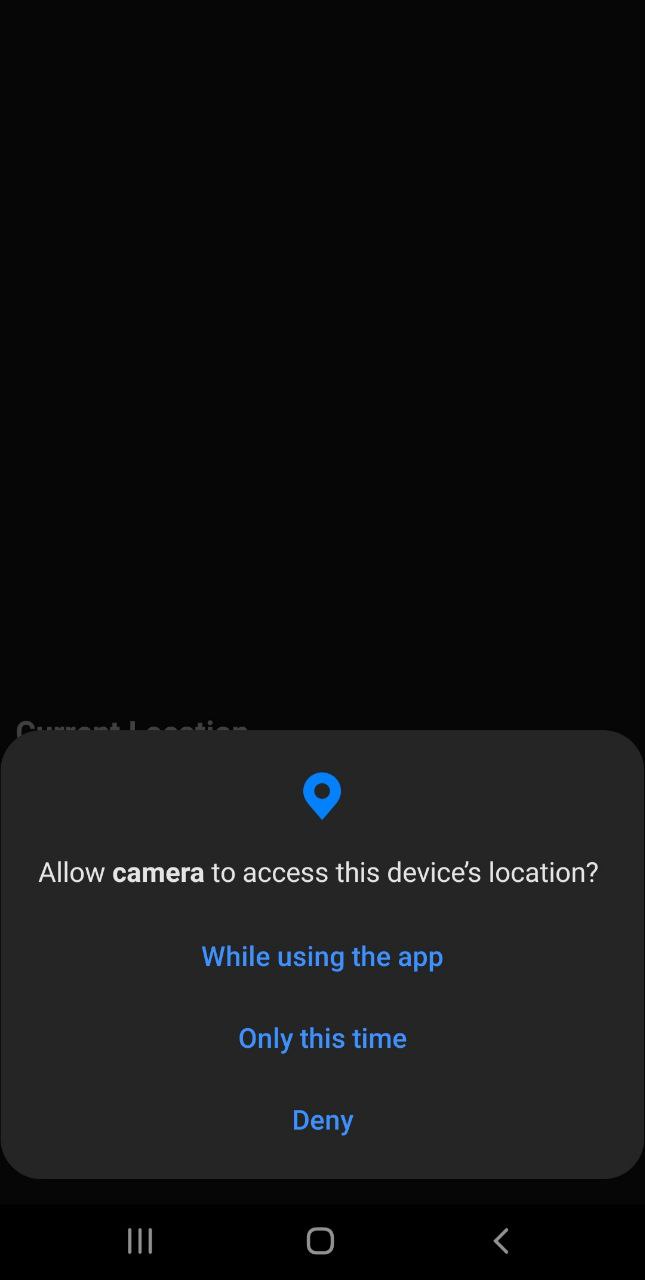 Current Location
Allow camera to access this device’s location?
While using the app
Only this time
Deny